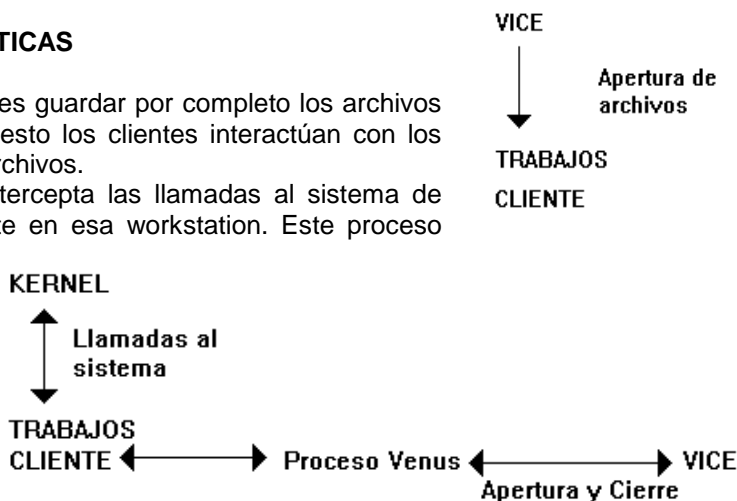 TICAS
es guardar por completo los archivos
esto los clientes interactúan con los
rchivos.
tercepta las llamadas al sistema de
te en esa workstation. Este proceso
VICE
Apertura de
archivos
TRABAJOS
CLIENTE
KERNEL
Llamadas al
sistema
TRABAJOS
CLIENTE Proceso Venus VICE
Apertura y Cierre